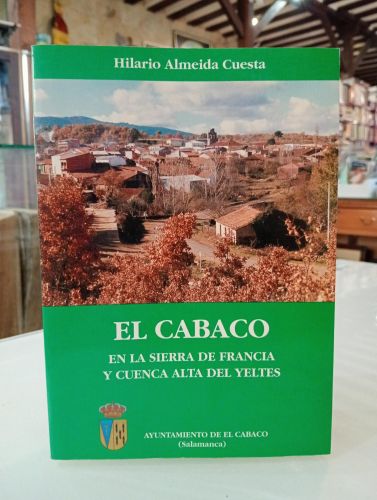 Hilario Almeida Cuesta
EL CABACO
EN LA SIERRA DE FRANCIA
Y CUENCA ALTA DEL YELTES
AYUNTAMIENTO DE EL CABACO
(Salamanca)